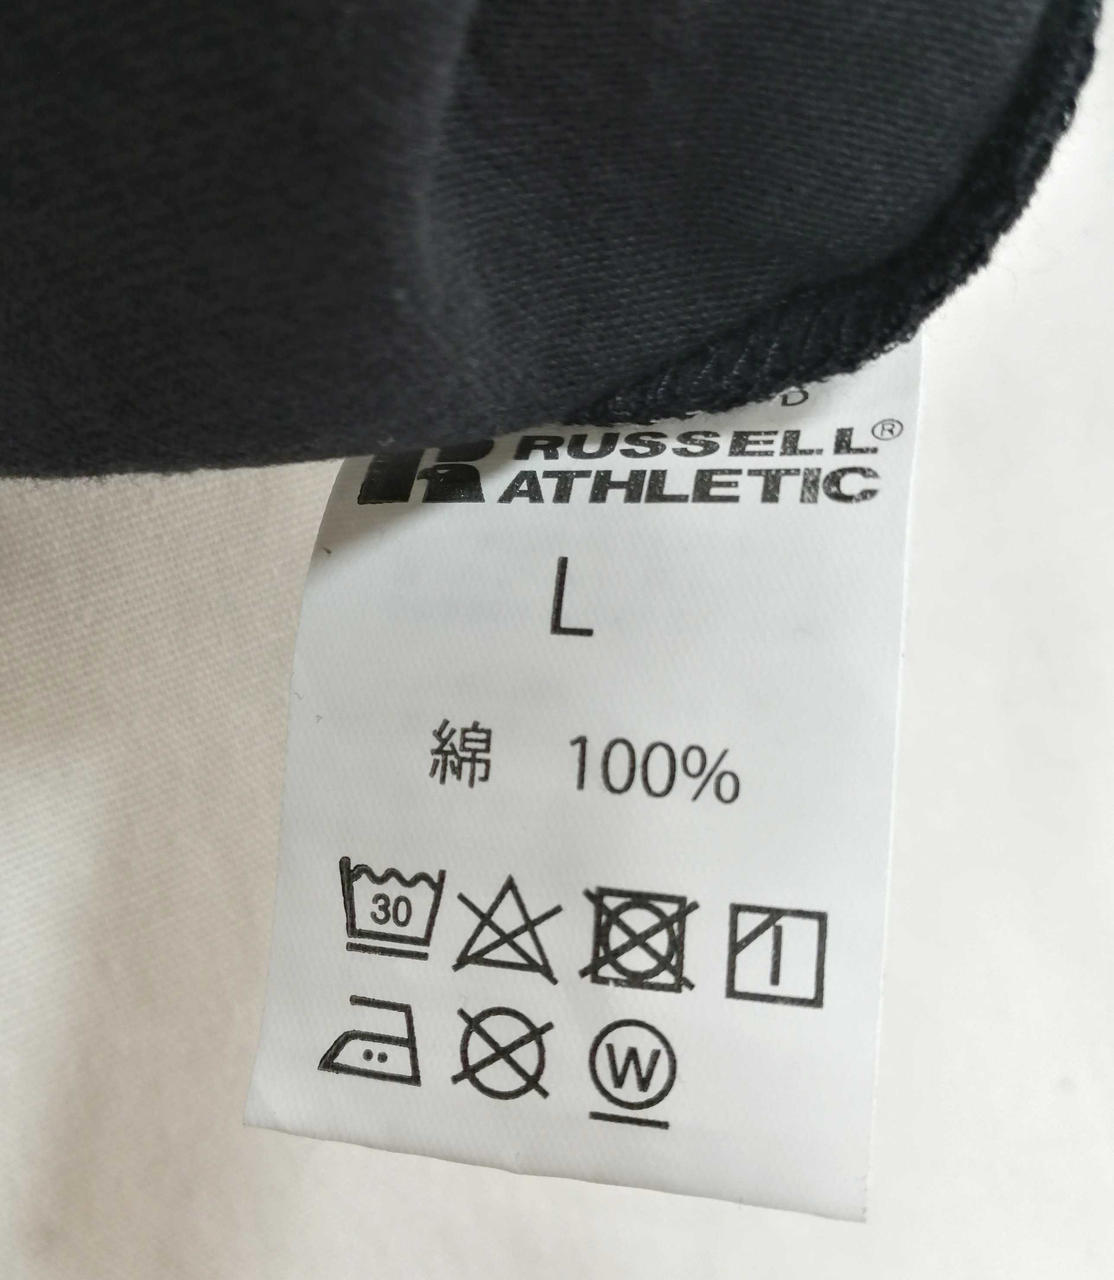 D
RUSSELL®
ATHLETIC
L
綿 100%
30
W